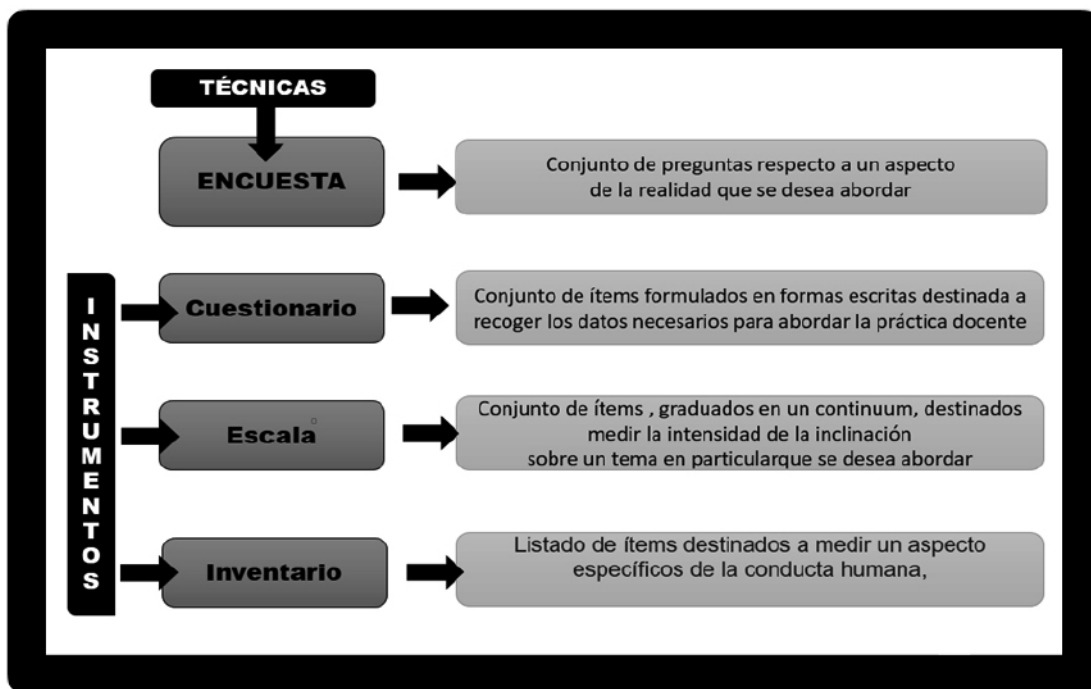 TÉCNICAS
ENCUESTA
Conjunto de preguntas respecto a un aspecto
de la realidad que se desea abordar
INSTRUMENTOS
Cuestionario
Conjunto de ítems formulados en formas escritas destinada a
recoger los datos necesarios para abordar la práctica docente
Escala
Conjunto de ítems , graduados en un continuum, destinados
medir la intensidad de la inclinación
sobre un tema en particularque se desea abordar
Inventario
Listado de ítems destinados a medir un aspecto
específicos de la conducta humana,